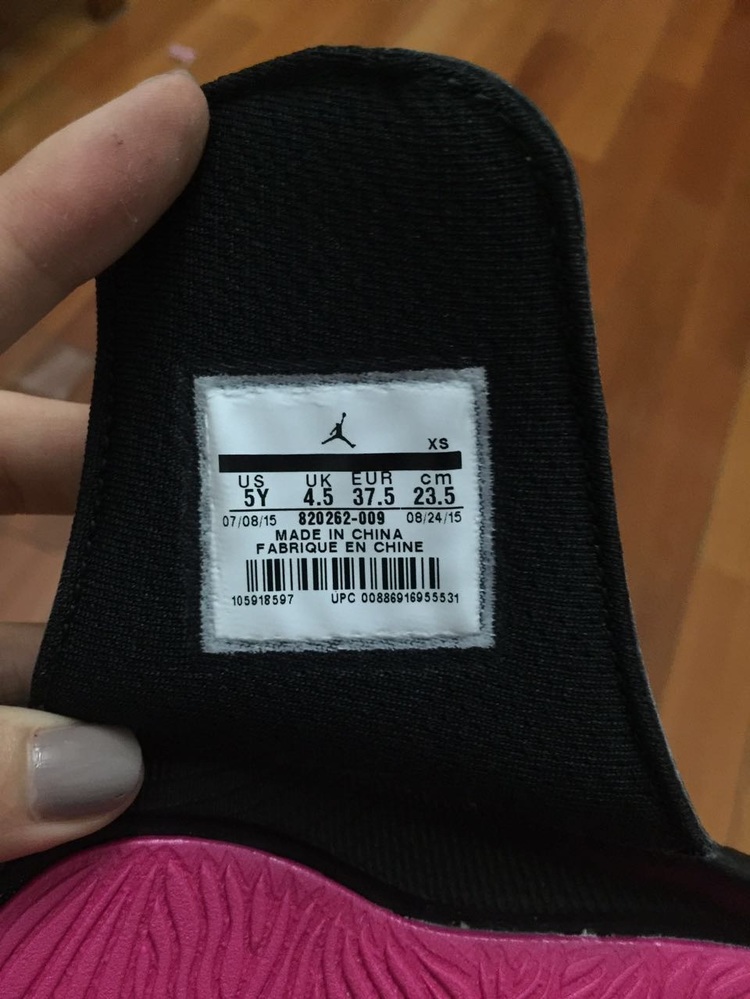 XS
US UK EUR cm
5Y 4.5 37.5 23.5
07/08/15 820262-009 08/24/15
MADE IN CHINA
FABRIQUE EN CHINE
105918597 UPC 00886916955531